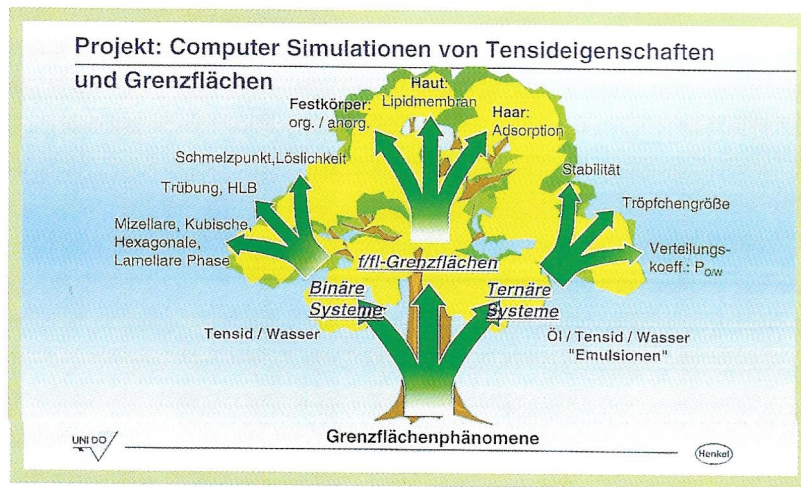 Projekt: Computer Simulationen von Tensideigenschaften
und Grenzflächen
Haut:
Lipidmembran
Festkörper:
org. / anorg.
Haar:
Adsorption
Schmelzpunkt,Löslichkeit
Trübung, HLB
Mizellare, Kubische,
Hexagonale,
Lamellare Phase
Stabilität
Tröpfchengröße
Verteilungs-
koeff.: PO/W
f/fl-Grenzflächen
Binäre
Systeme
Ternäre
Systeme
Tensid / Wasser
Öl / Tensid / Wasser
"Emulsionen"
Grenzflächenphänomene
UNI DO
Henkel